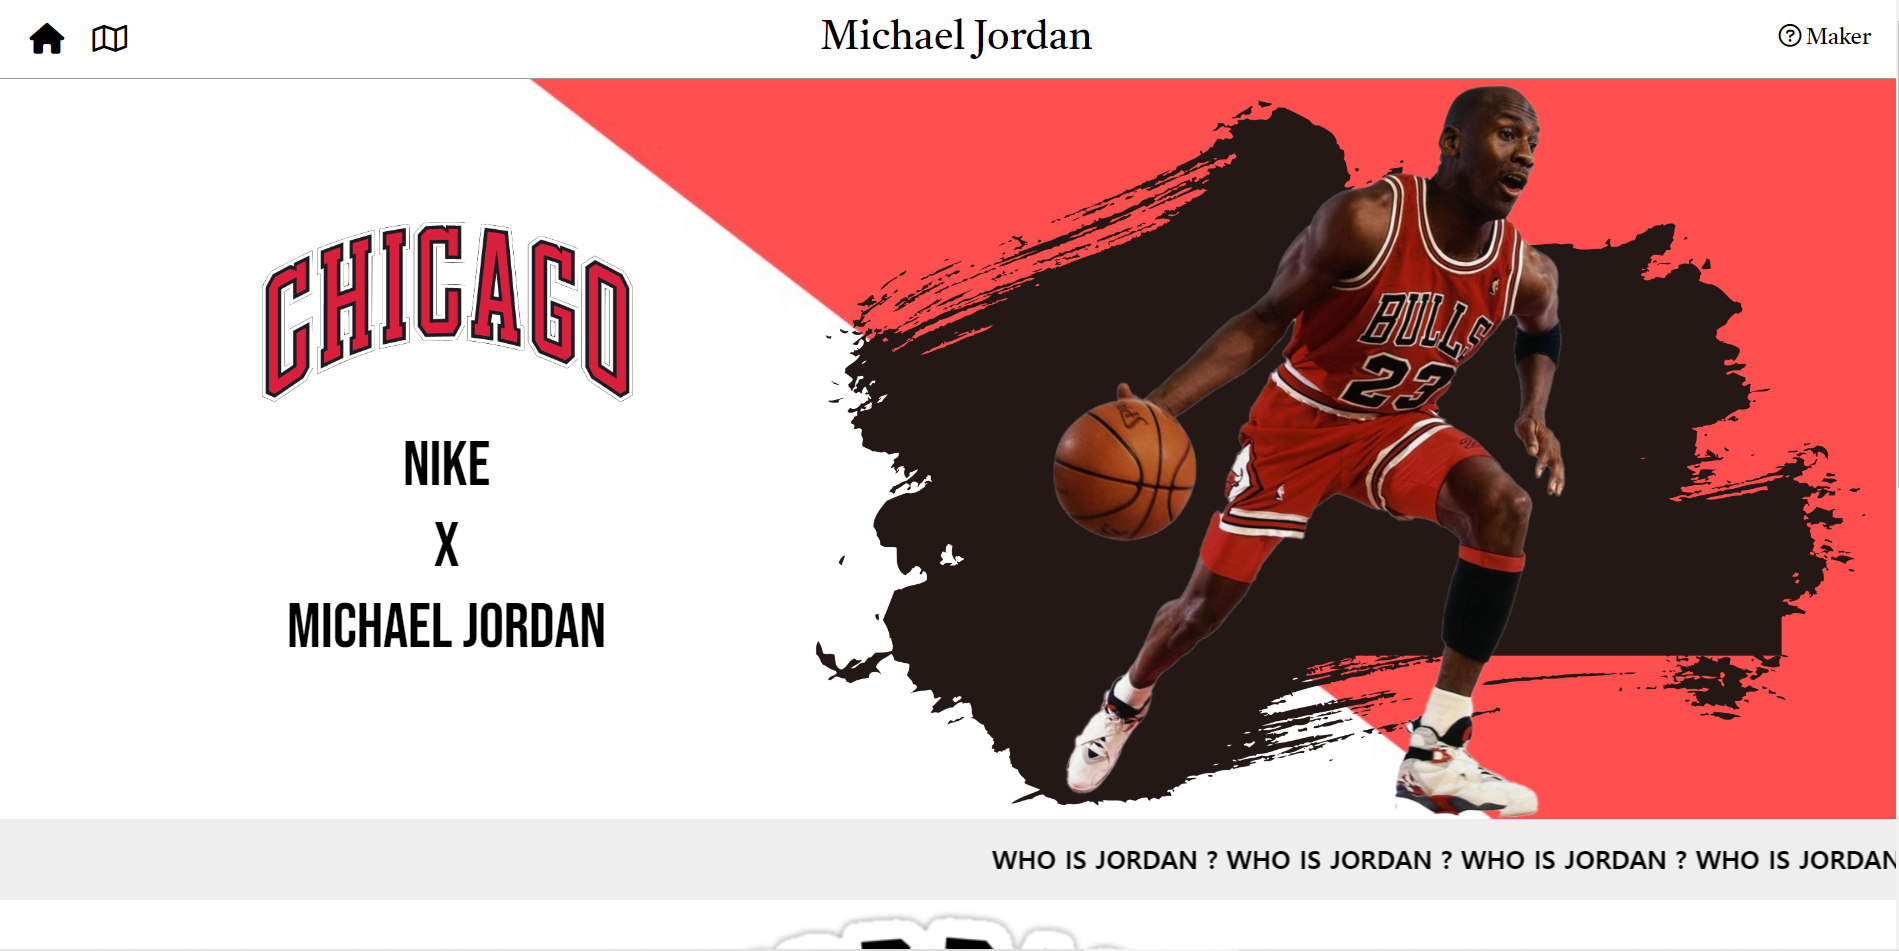 Michael Jordan
Maker
CHICAGO
BULLS
23
NIKE
X
MICHAEL JORDAN
WHO IS JORDAN ? WHO IS JORDAN ? WHO IS JORDAN ? WHO IS JORDAN